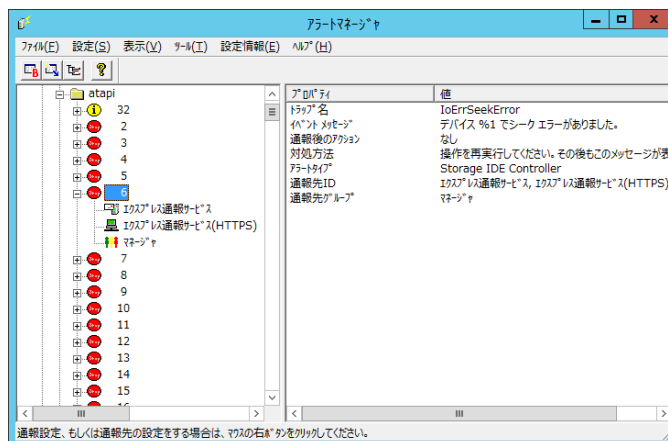 アラートマネージャ
ファイル(F) 設定(S) 表示(V) ツール(T) 設定情報(E) ヘルプ(H)
atapi
32
2
3
4
5
6
エクスプレス通報サービス
エクスプレス通報サービス(HTTPS)
マネージャ
7
8
9
10
11
12
13
14
15
プロパティ 値
トラップ名 IoErrSeekError
イベント メッセージ デバイス %1 でシーク エラーがありました。
通報後のアクション なし
対処方法 操作を再実行してください。その後もこのメッセージが表
アラートタイプ Storage IDE Controller
通報先ID エクスプレス通報サービス, エクスプレス通報サービス(HTTPS)
通報先グループ マネージャ
通報設定、もしくは通報先の設定をする場合は、マウスの右ボタンをクリックしてください。